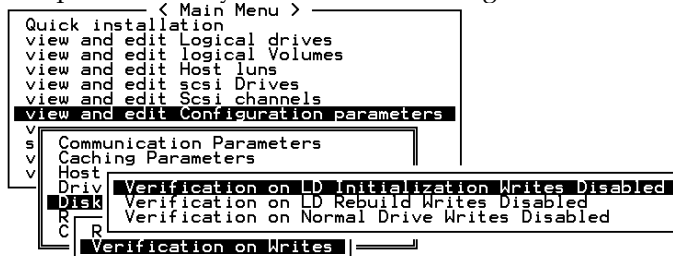 < Main Menu >
Quick installation
view and edit Logical drives
view and edit logical Volumes
view and edit Host luns
view and edit scsi Drives
view and edit Scsi channels
view and edit Configuration parameters
v
s Communication Parameters
v Caching Parameters
v Host
Driv Verification on LD Initialization Writes Disabled
Disk Verification on LD Rebuild Writes Disabled
R Verification on Normal Drive Writes Disabled
C R
Verification on Writes